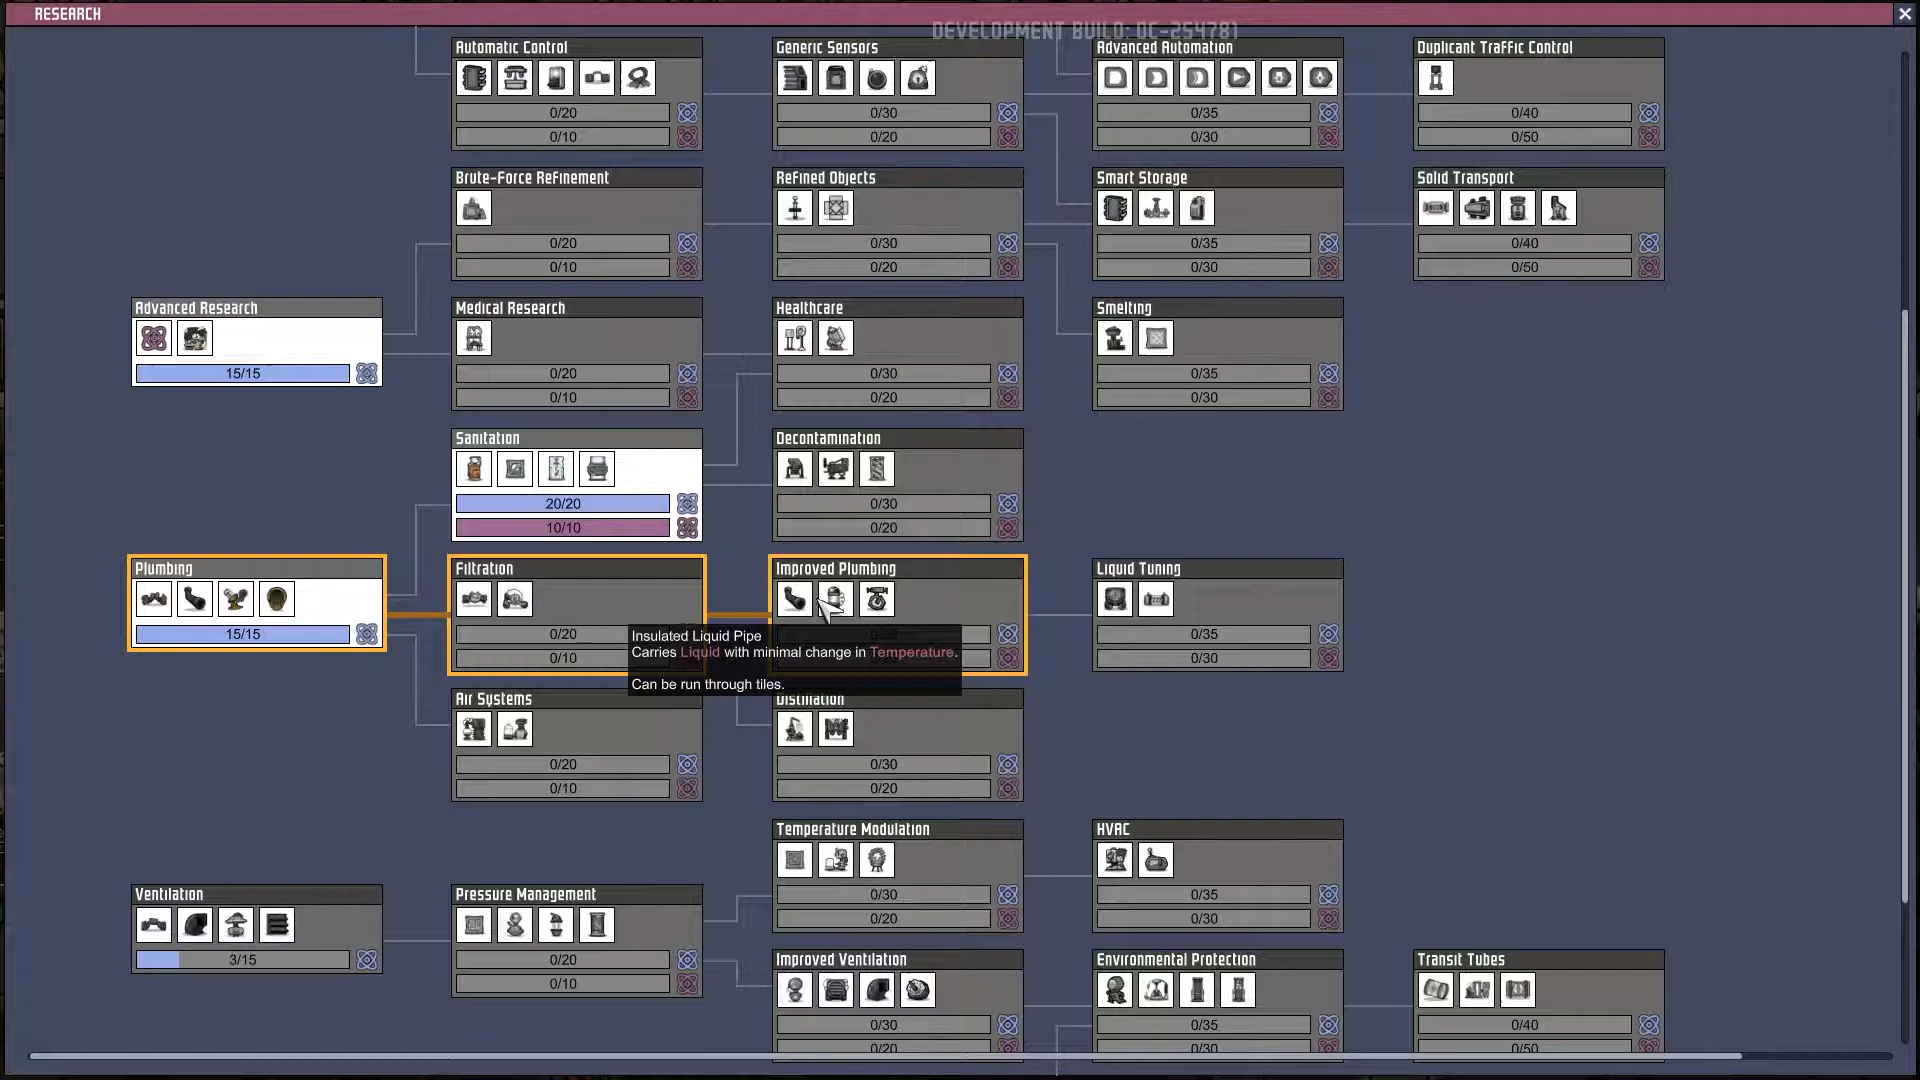 RESEARCH
DEVELOPMENT BUILD: OC-254781
Automatic Control
0/20
0/10
Generic Sensors
0/30
0/20
Advanced Automation
0/35
0/30
Duplicant Traffic Control
0/40
0/50
Brute-Force Refinement
0/20
0/10
Refined Objects
0/30
0/20
Smart Storage
0/35
0/30
Solid Transport
0/40
0/50
Advanced Research
15/15
Medical Research
0/20
0/10
Healthcare
0/30
0/20
Smelting
0/35
0/30
Sanitation
20/20
10/10
Decontamination
0/30
0/20
Plumbing
15/15
Filtration
0/20
0/10
Improved Plumbing
Insulated Liquid Pipe
Carries Liquid with minimal change in Temperature.
Can be run through tiles.
Liquid Tuning
0/35
0/30
Air Systems
0/20
0/10
Distillation
0/30
0/20
Temperature Modulation
0/30
0/20
HVAC
0/35
0/30
Ventilation
3/15
Pressure Management
0/20
0/10
Improved Ventilation
0/30
0/20
Environmental Protection
0/35
0/30
Transit Tubes
0/40
0/50